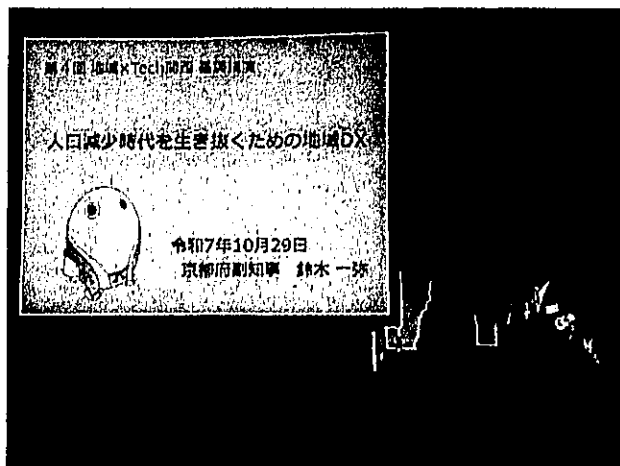 第4回 地域×Tech関西 基調講演
人口減少時代を生き抜くための地域DX
令和7年10月29日
京都府副知事 鈴木 一弥